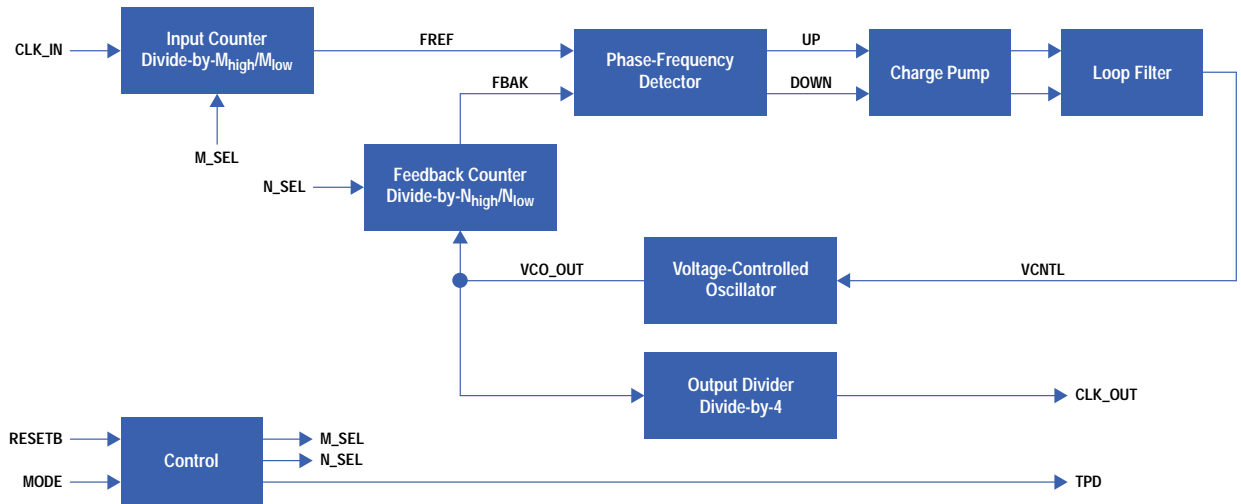 CLK_IN
Input Counter
Divide-by-Mhigh/Mlow
M_SEL
FREF
FBAK
Phase-Frequency
Detector
UP
DOWN
Charge Pump
Loop Filter
N_SEL
Feedback Counter
Divide-by-Nhigh/Nlow
VCO_OUT
Voltage-Controlled
Oscillator
VCNTL
Output Divider
Divide-by-4
CLK_OUT
RESETB
MODE
Control
M_SEL
N_SEL
TPD